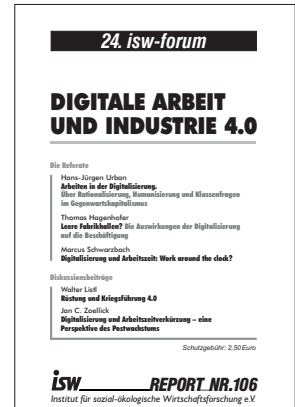 24. isw-forum
DIGITALE ARBEIT
UND INDUSTRIE 4.0
Die Referate
Hans-Jürgen Urban
Arbeiten in der Digitalisierung.
Über Rationalisierung, Humanisierung und Klassenfragen
im Gegenwartskapitalismus
Thomas Hagenhofer
Leere Fabrikhallen? Die Auswirkungen der Digitalisierung
auf die Beschäftigung
Marcus Schwarzbach
Digitalisierung und Arbeitszeit: Work around the clock?
Diskussionsbeiträge
Walter Listl
Rüstung und Kriegsführung 4.0
Jan C. Zoellick
Digitalisierung und Arbeitszeitverkürzung – eine
Perspektive des Postwachstums
Schutzgebühr: 2,50 Euro
isw REPORT NR.106
Institut für sozial-ökologische Wirtschaftsforschung e.V.